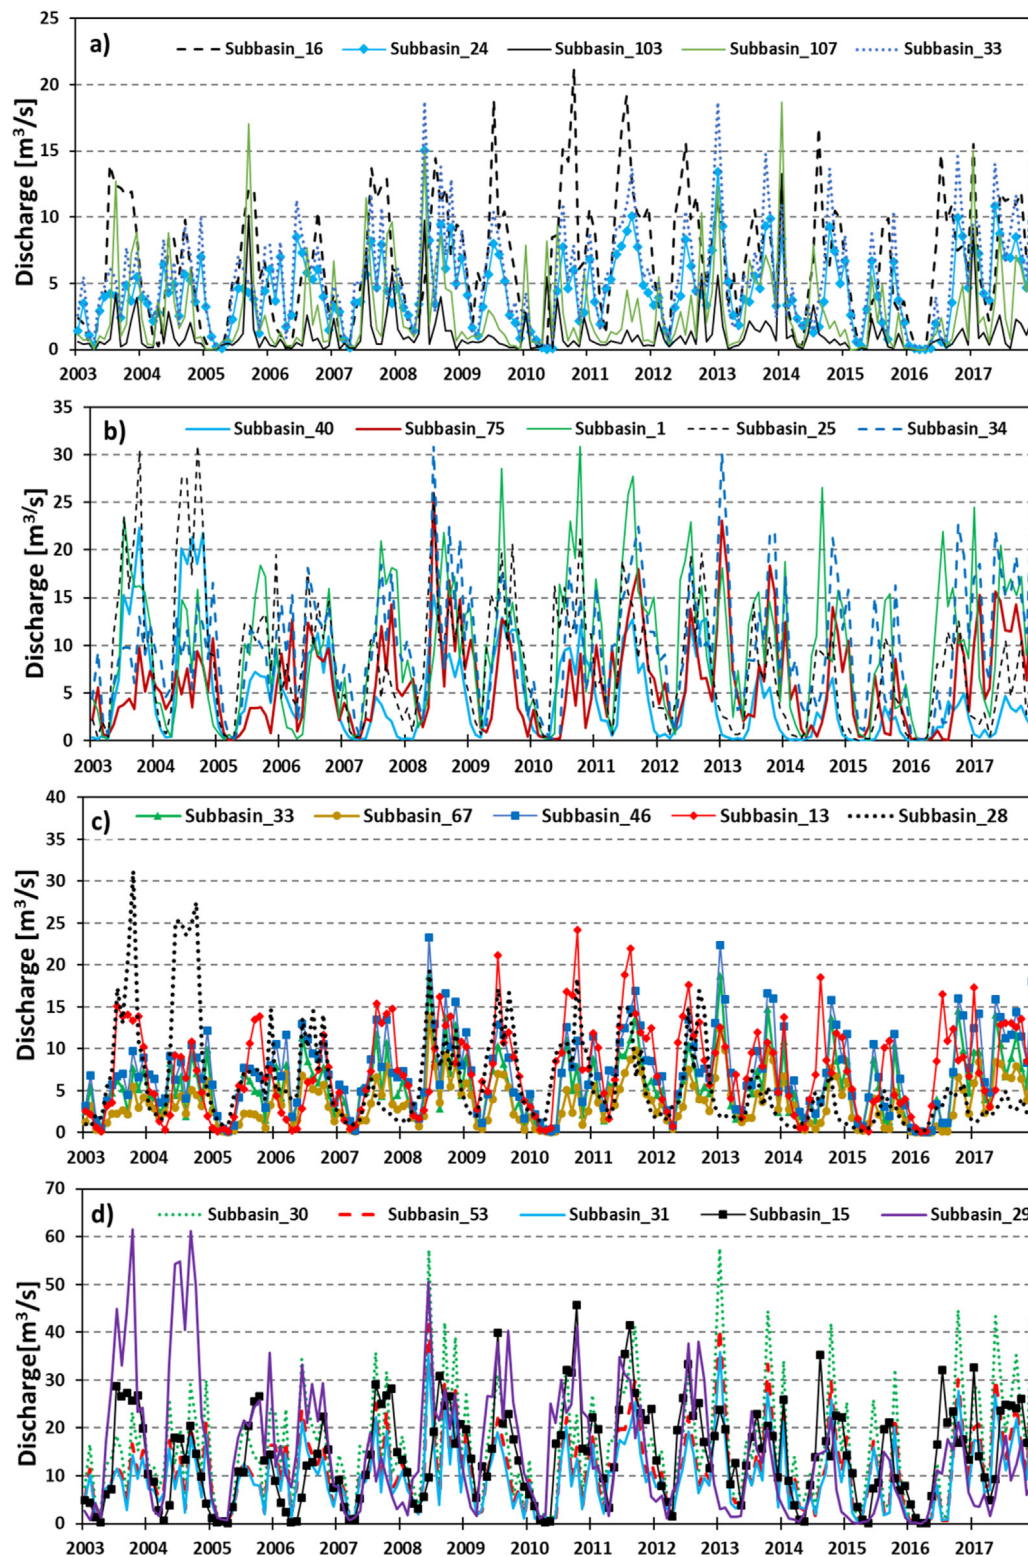 a)
Subbasin_16 Subbasin_24 Subbasin_103 Subbasin_107 Subbasin_33
Discharge [m³/s]
25
20
15
10
5
0
2003 2004 2005 2006 2007 2008 2009 2010 2011 2012 2013 2014 2015 2016 2017
b)
Subbasin_40 Subbasin_75 Subbasin_1 Subbasin_25 Subbasin_34
Discharge [m³/s]
35
30
25
20
15
10
5
0
2003 2004 2005 2006 2007 2008 2009 2010 2011 2012 2013 2014 2015 2016 2017
c)
Subbasin_33 Subbasin_67 Subbasin_46 Subbasin_13 Subbasin_28
Discharge [m³/s]
40
35
30
25
20
15
10
5
0
2003 2004 2005 2006 2007 2008 2009 2010 2011 2012 2013 2014 2015 2016 2017
d)
Subbasin_30 Subbasin_53 Subbasin_31 Subbasin_15 Subbasin_29
Discharge[m³/s]
70
60
50
40
30
20
10
0
2003 2004 2005 2006 2007 2008 2009 2010 2011 2012 2013 2014 2015 2016 2017